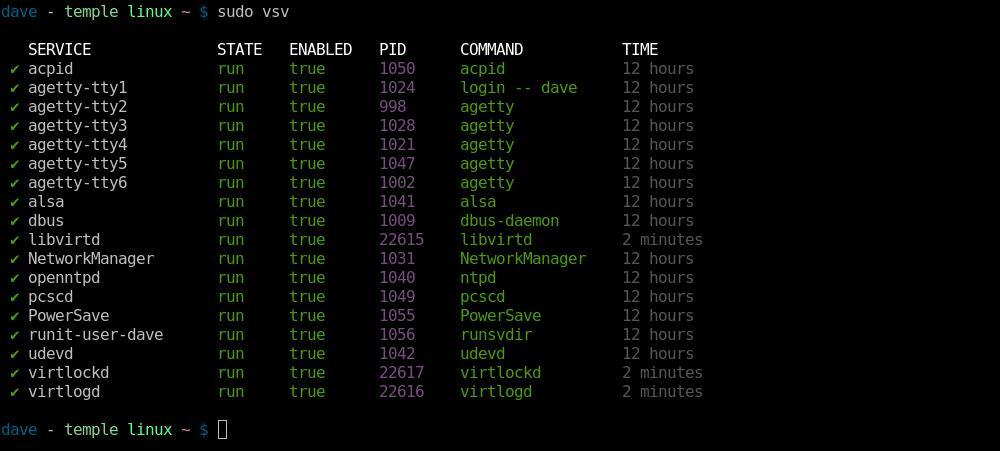 dave - temple linux ~ $ sudo vsv
SERVICE STATE ENABLED PID COMMAND TIME
✔ acpid run true 1050 acpid 12 hours
✔ agetty-tty1 run true 1024 login -- dave 12 hours
✔ agetty-tty2 run true 998 agetty 12 hours
✔ agetty-tty3 run true 1028 agetty 12 hours
✔ agetty-tty4 run true 1021 agetty 12 hours
✔ agetty-tty5 run true 1047 agetty 12 hours
✔ agetty-tty6 run true 1002 agetty 12 hours
✔ alsa run true 1041 alsa 12 hours
✔ dbus run true 1009 dbus-daemon 12 hours
✔ libvirtd run true 22615 libvirtd 2 minutes
✔ NetworkManager run true 1031 NetworkManager 12 hours
✔ openntpd run true 1040 ntpd 12 hours
✔ pcscd run true 1049 pcscd 12 hours
✔ PowerSave run true 1055 PowerSave 12 hours
✔ runit-user-dave run true 1056 runsvdir 12 hours
✔ udevd run true 1042 udevd 12 hours
✔ virtlockd run true 22617 virtlockd 2 minutes
✔ virtlogd run true 22616 virtlogd 2 minutes
dave - temple linux ~ $